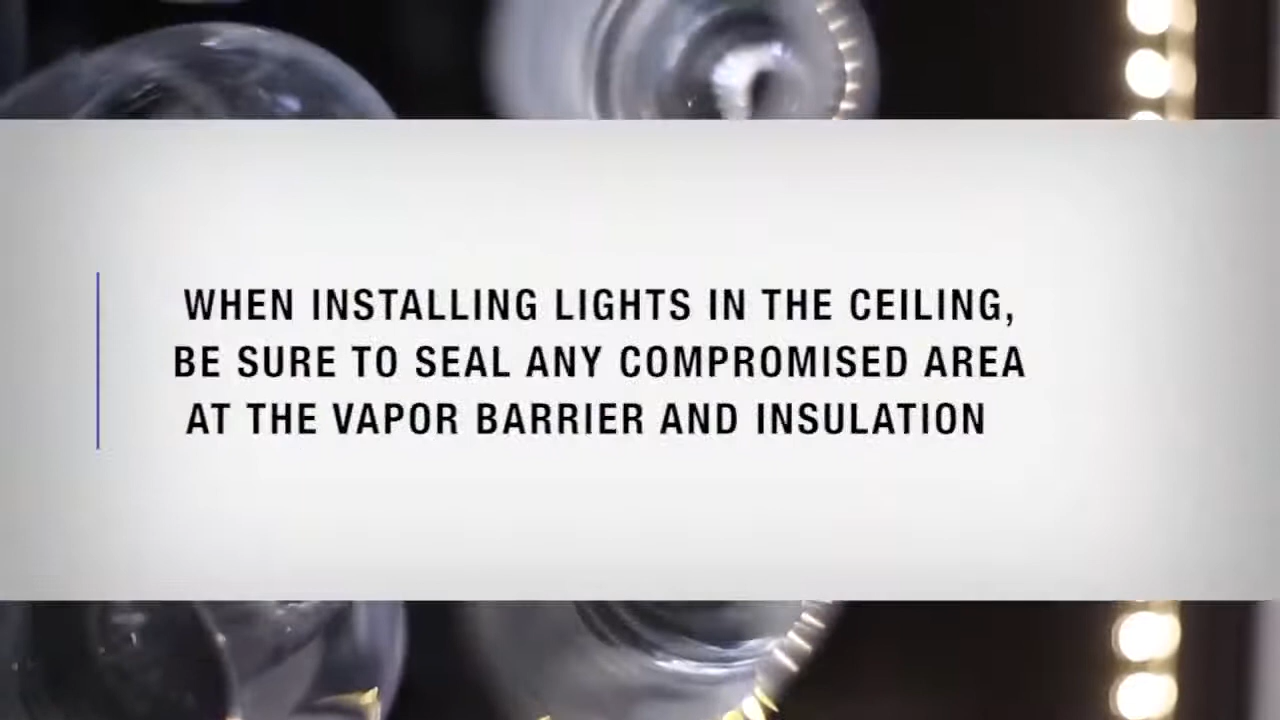 WHEN INSTALLING LIGHTS IN THE CEILING,
BE SURE TO SEAL ANY COMPROMISED AREA
AT THE VAPOR BARRIER AND INSULATION